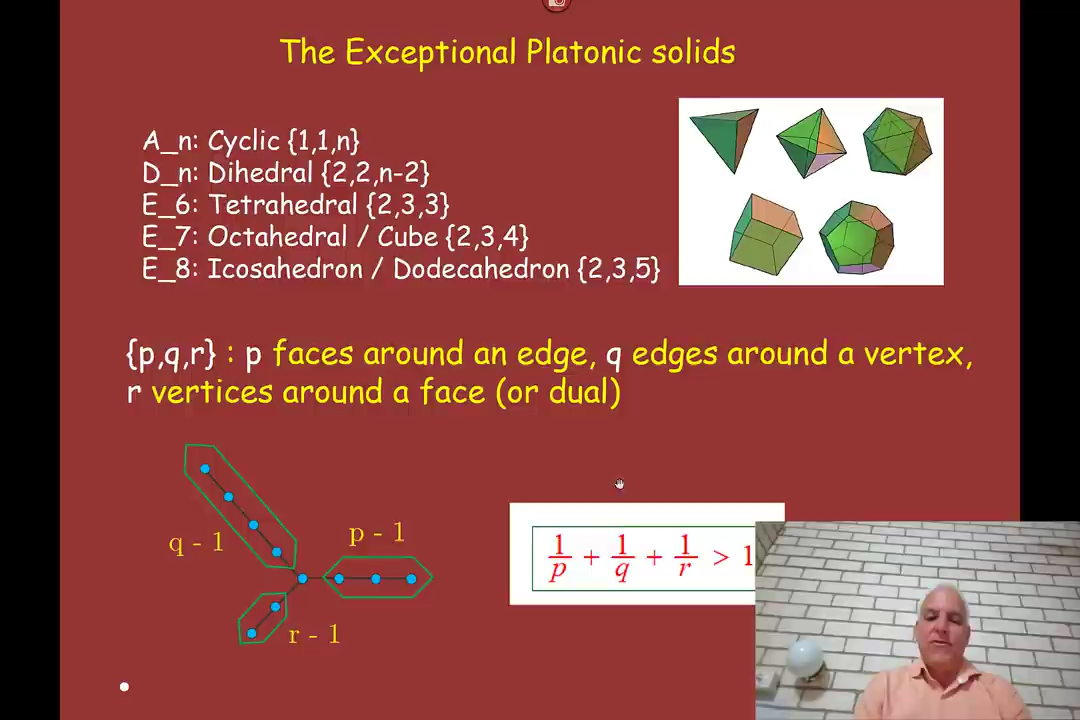 The Exceptional Platonic solids
A_n: Cyclic {1,1,n}
D_n: Dihedral {2,2,n-2}
E_6: Tetrahedral {2,3,3}
E_7: Octahedral / Cube {2,3,4}
E_8: Icosahedron / Dodecahedron {2,3,5}
{p,q,r} : p faces around an edge, q edges around a vertex,
r vertices around a face (or dual)
q - 1
p - 1
r - 1
1/p + 1/q + 1/r > 1